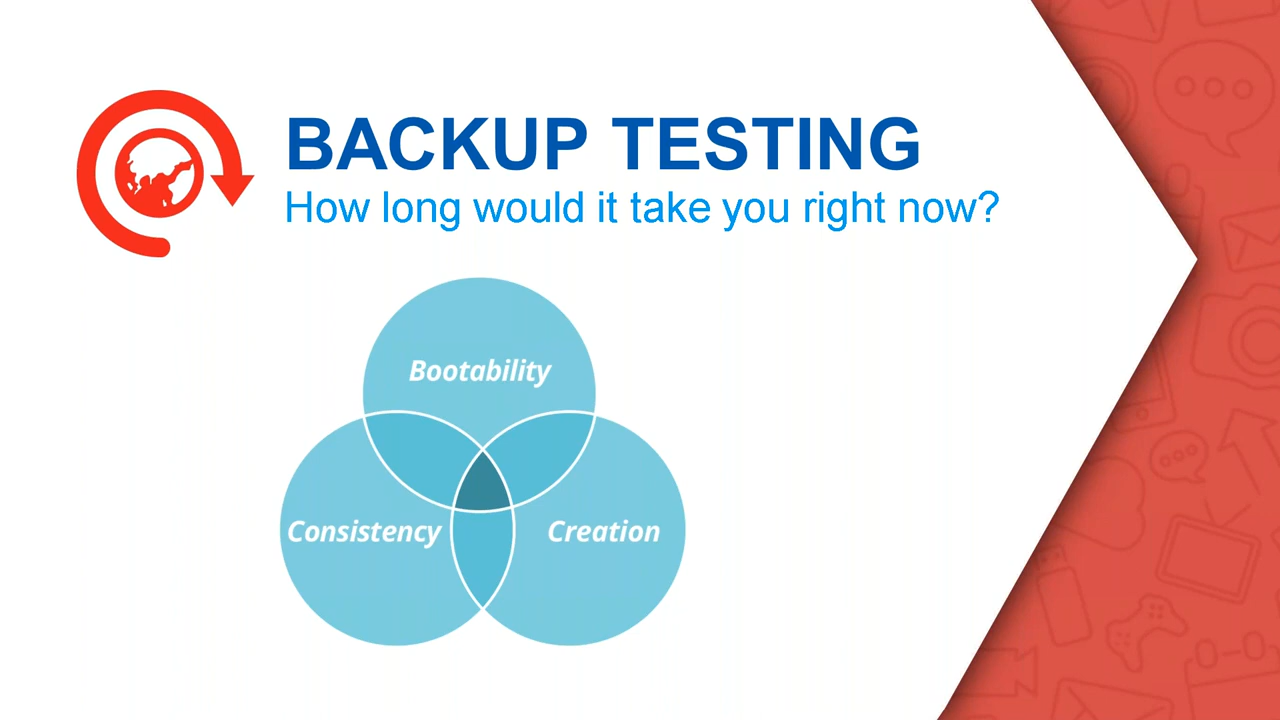 BACKUP TESTING
How long would it take you right now?
Bootability
Consistency
Creation